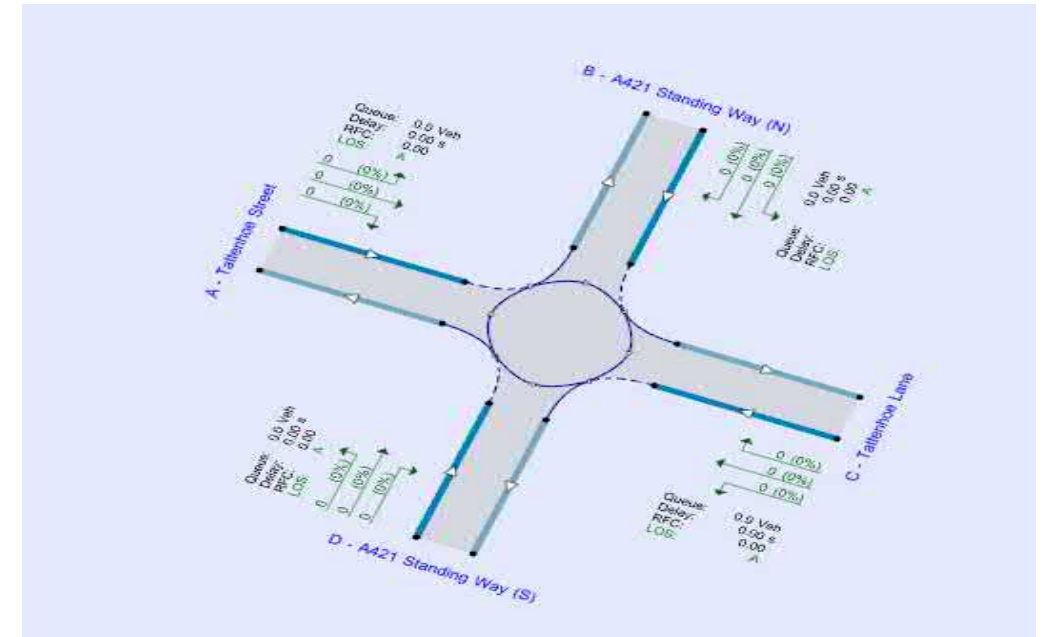 B - A421 Standing Way (N)
0 (0%)
0 (0%)
0 (0%)
Queue: 0.0 Veh
Delay: 0.00 s
RFC: 0.00
LOS: A
A - Tattenhoe Street
Queue: 0.0 Veh
Delay: 0.00 s
RFC: 0.00
LOS: A
0 (0%)
0 (0%)
0 (0%)
C - Tattenhoe Lane
0 (0%)
0 (0%)
0 (0%)
Queue: 0.0 Veh
Delay: 0.00 s
RFC: 0.00
LOS: A
D - A421 Standing Way (S)
Queue: 0.0 Veh
Delay: 0.00 s
RFC: 0.00
LOS: A
0 (0%)
0 (0%)
0 (0%)